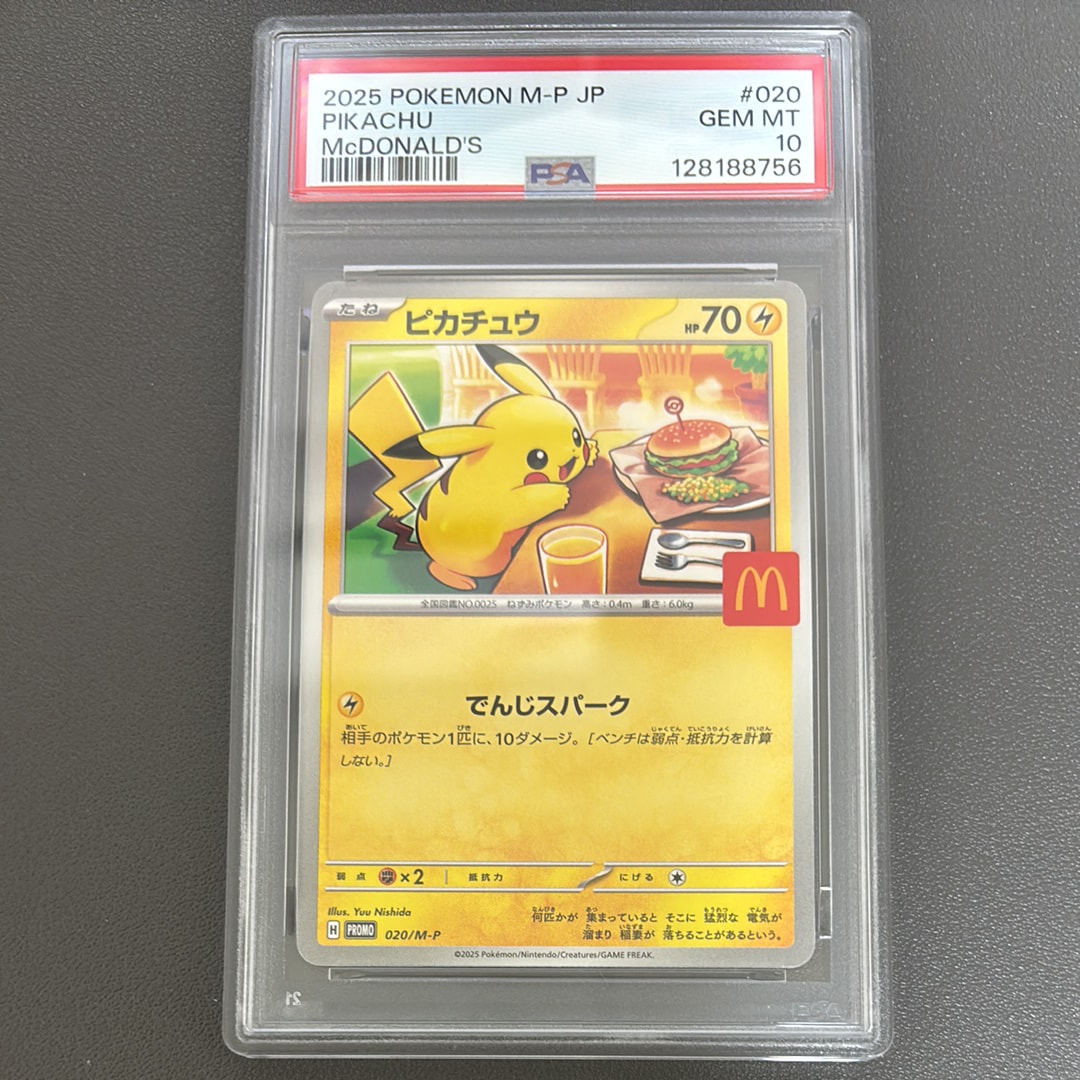 2025 POKEMON M-P JP #020
PIKACHU GEM MT
McDONALD'S 10
PSA 128188756
たね ピカチュウ HP70
全国図鑑NO.0025 ねずみポケモン 高さ:0.4m 重さ:6.0kg
でんじスパーク
相手のポケモン1匹に、10ダメージ。[ベンチは弱点・抵抗力を計算
しない。]
弱点 ×2 抵抗力 にげる
Illus. Yuu Nishida
何匹かが 集まっていると そこに 猛烈な 電気が
溜まり 稲妻が 落ちることがあるという。
H PROMO 020/M-P
©2025 Pokémon/Nintendo/Creatures/GAME FREAK.